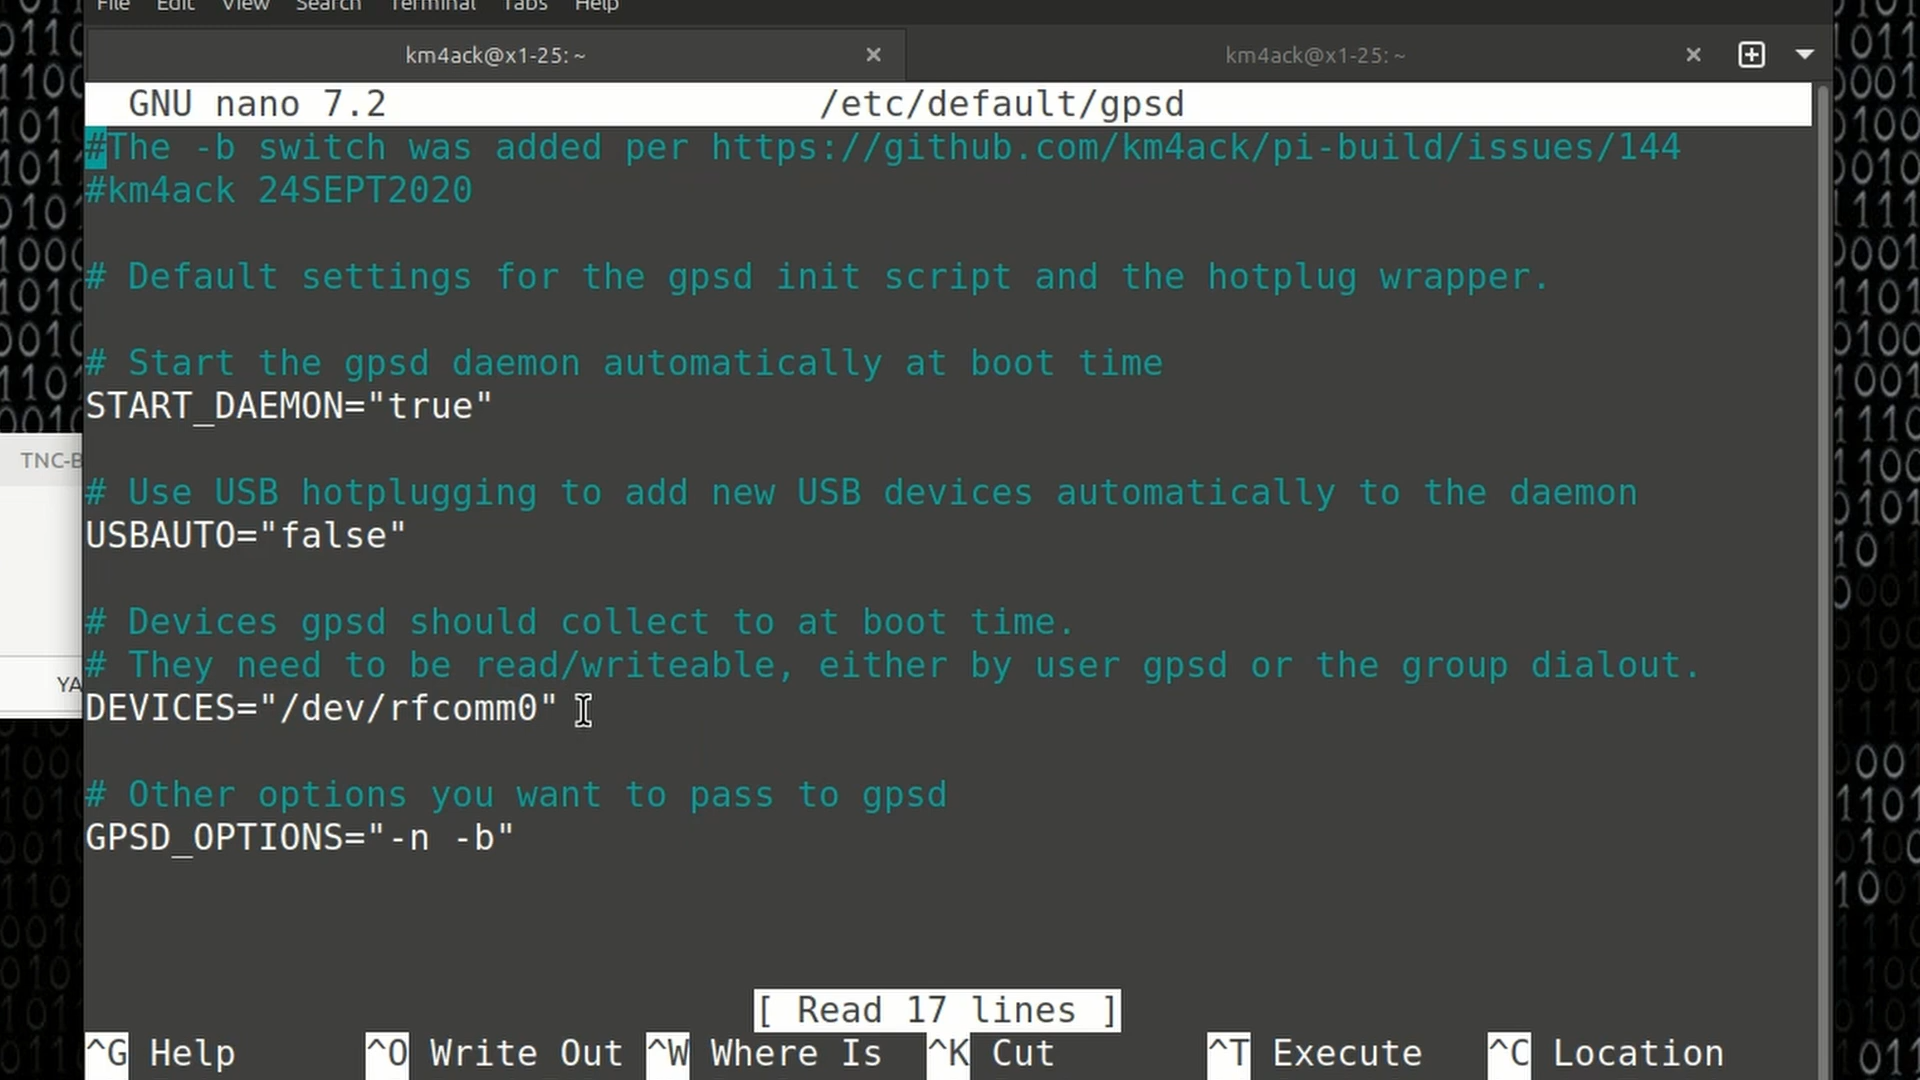 File Edit View Search Terminal Tabs Help
km4ack@x1-25: ~ × km4ack@x1-25: ~ ×
GNU nano 7.2 /etc/default/gpsd
#The -b switch was added per https://github.com/km4ack/pi-build/issues/144
#km4ack 24SEPT2020
# Default settings for the gpsd init script and the hotplug wrapper.
# Start the gpsd daemon automatically at boot time
START_DAEMON="true"
# Use USB hotplugging to add new USB devices automatically to the daemon
USBAUTO="false"
# Devices gpsd should collect to at boot time.
# They need to be read/writeable, either by user gpsd or the group dialout.
DEVICES="/dev/rfcomm0"
# Other options you want to pass to gpsd
GPSD_OPTIONS="-n -b"
[ Read 17 lines ]
^G Help ^O Write Out ^W Where Is ^K Cut ^T Execute ^C Location
TNC-B
YA